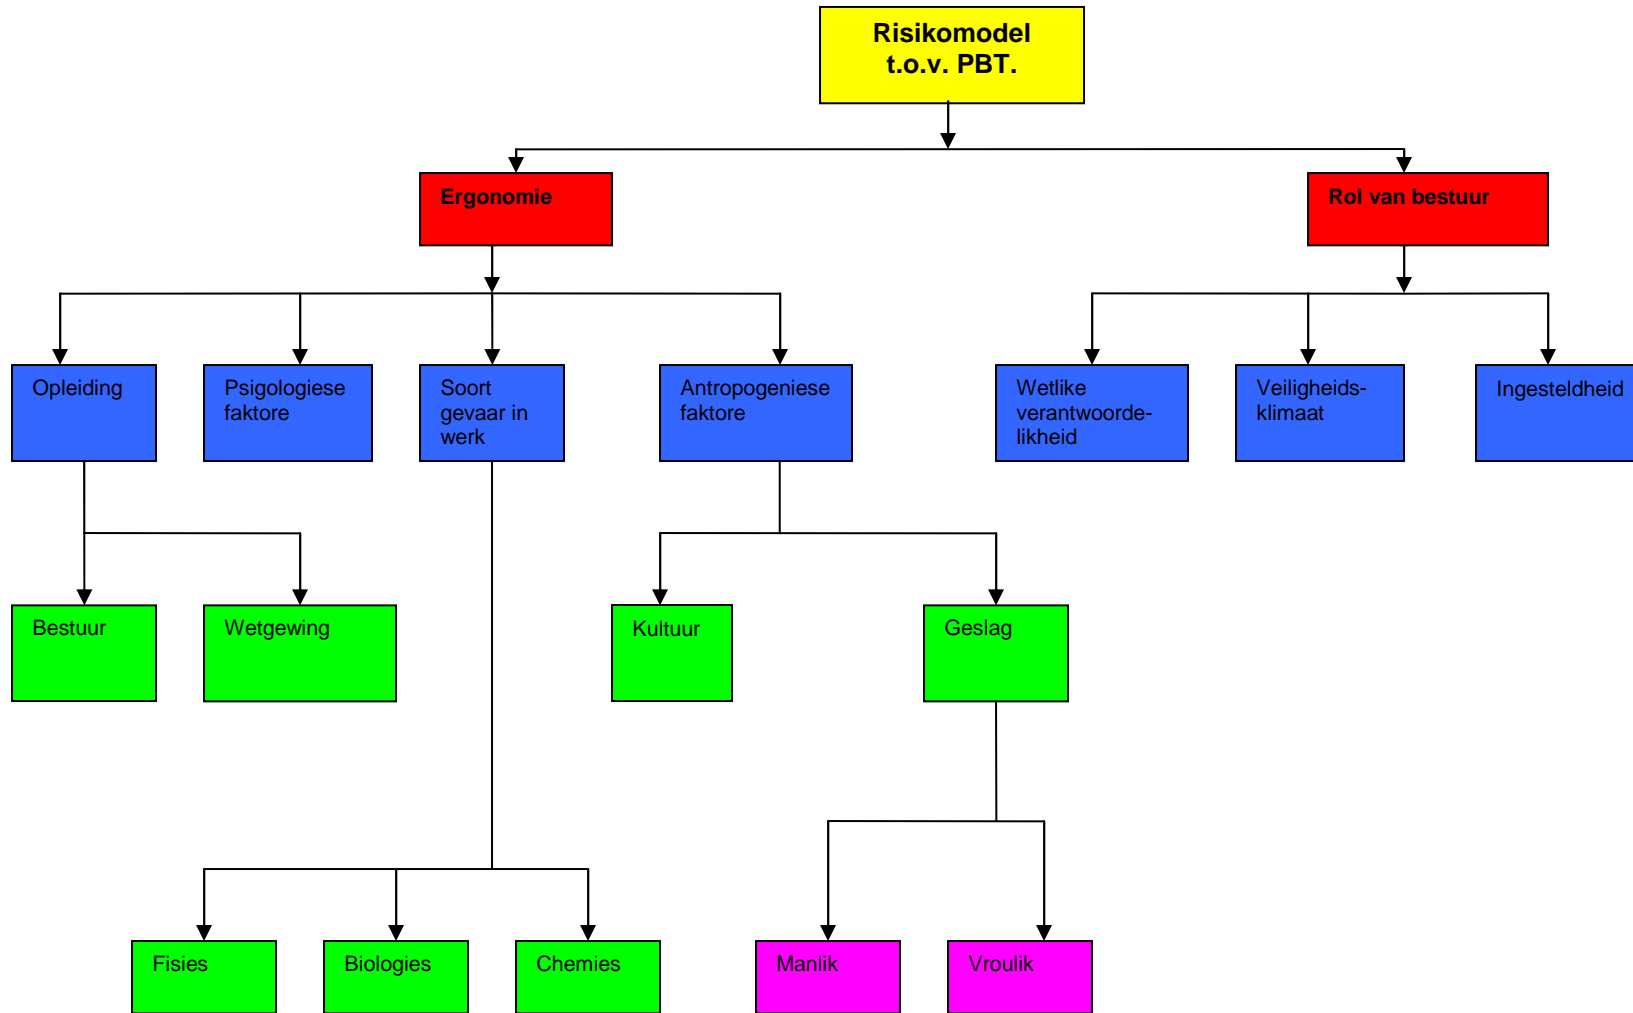 Risikomodel
t.o.v. PBT.
Ergonomie
Rol van bestuur
Opleiding
Psigologiese
faktore
Soort
gevaar in
werk
Antropogeniese
faktore
Wetlike
verantwoorde-
likheid
Veiligheids-
klimaat
Ingesteldheid
Bestuur
Wetgewing
Kultuur
Geslag
Fisies
Biologies
Chemies
Manlik
Vroulik